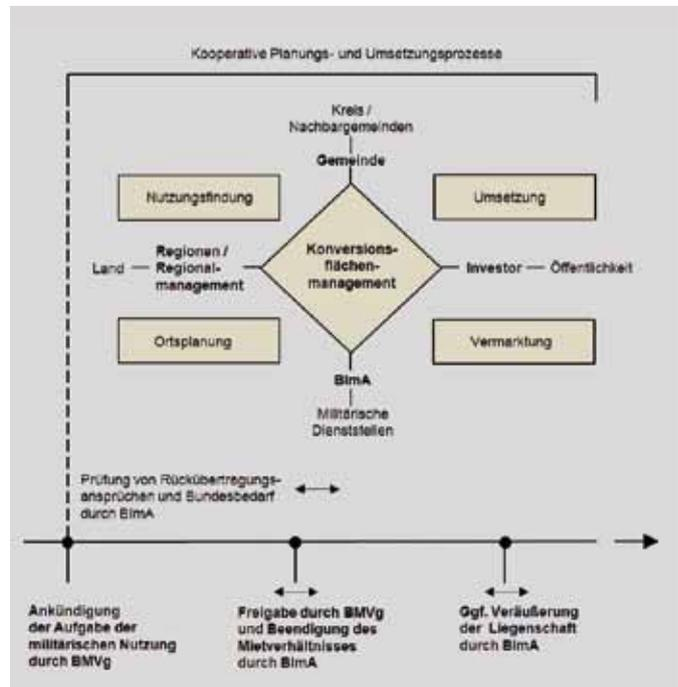 Kooperative Planungs- und Umsetzungsprozesse
Kreis /
Nachbargemeinden
Gemeinde
Nutzungsfindung
Umsetzung
Land
Regionen /
Regional-
management
Konversions-
flächen-
management
Investor
Öffentlichkeit
Ortsplanung
Vermarktung
BImA
Militärische
Dienststellen
Prüfung von Rückübertragungs-
ansprüchen und Bundesbedarf
durch BImA
Ankündigung
der Aufgabe der
militärischen Nutzung
durch BMVg
Freigabe durch BMVg
und Beendigung des
Mietverhältnisses
durch BImA
Ggf. Veräußerung
der Liegenschaft
durch BImA